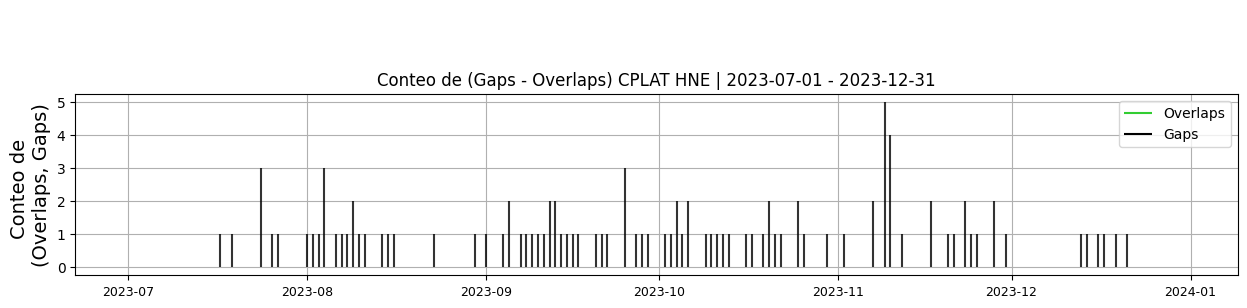 Conteo de (Gaps - Overlaps) CPLAT HNE | 2023-07-01 - 2023-12-31
Conteo de
(Overlaps, Gaps)
5
4
3
2
1
0
Overlaps
Gaps
2023-07
2023-08
2023-09
2023-10
2023-11
2023-12
2024-01